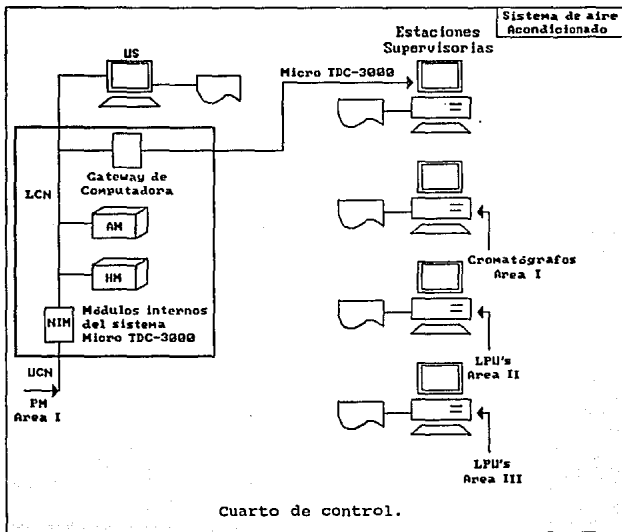 Sistema de aire
Acondicionado
Estaciones
Supervisorias
US
Micro TDC-3000
Gateway de
Computadora
LCN
AM
HM
Cromatógrafos
Area I
NIM
Módulos internos
del sistema
Micro TDC-3000
UCN
PM
Area I
LPU's
Area II
LPU's
Area III
Cuarto de control.